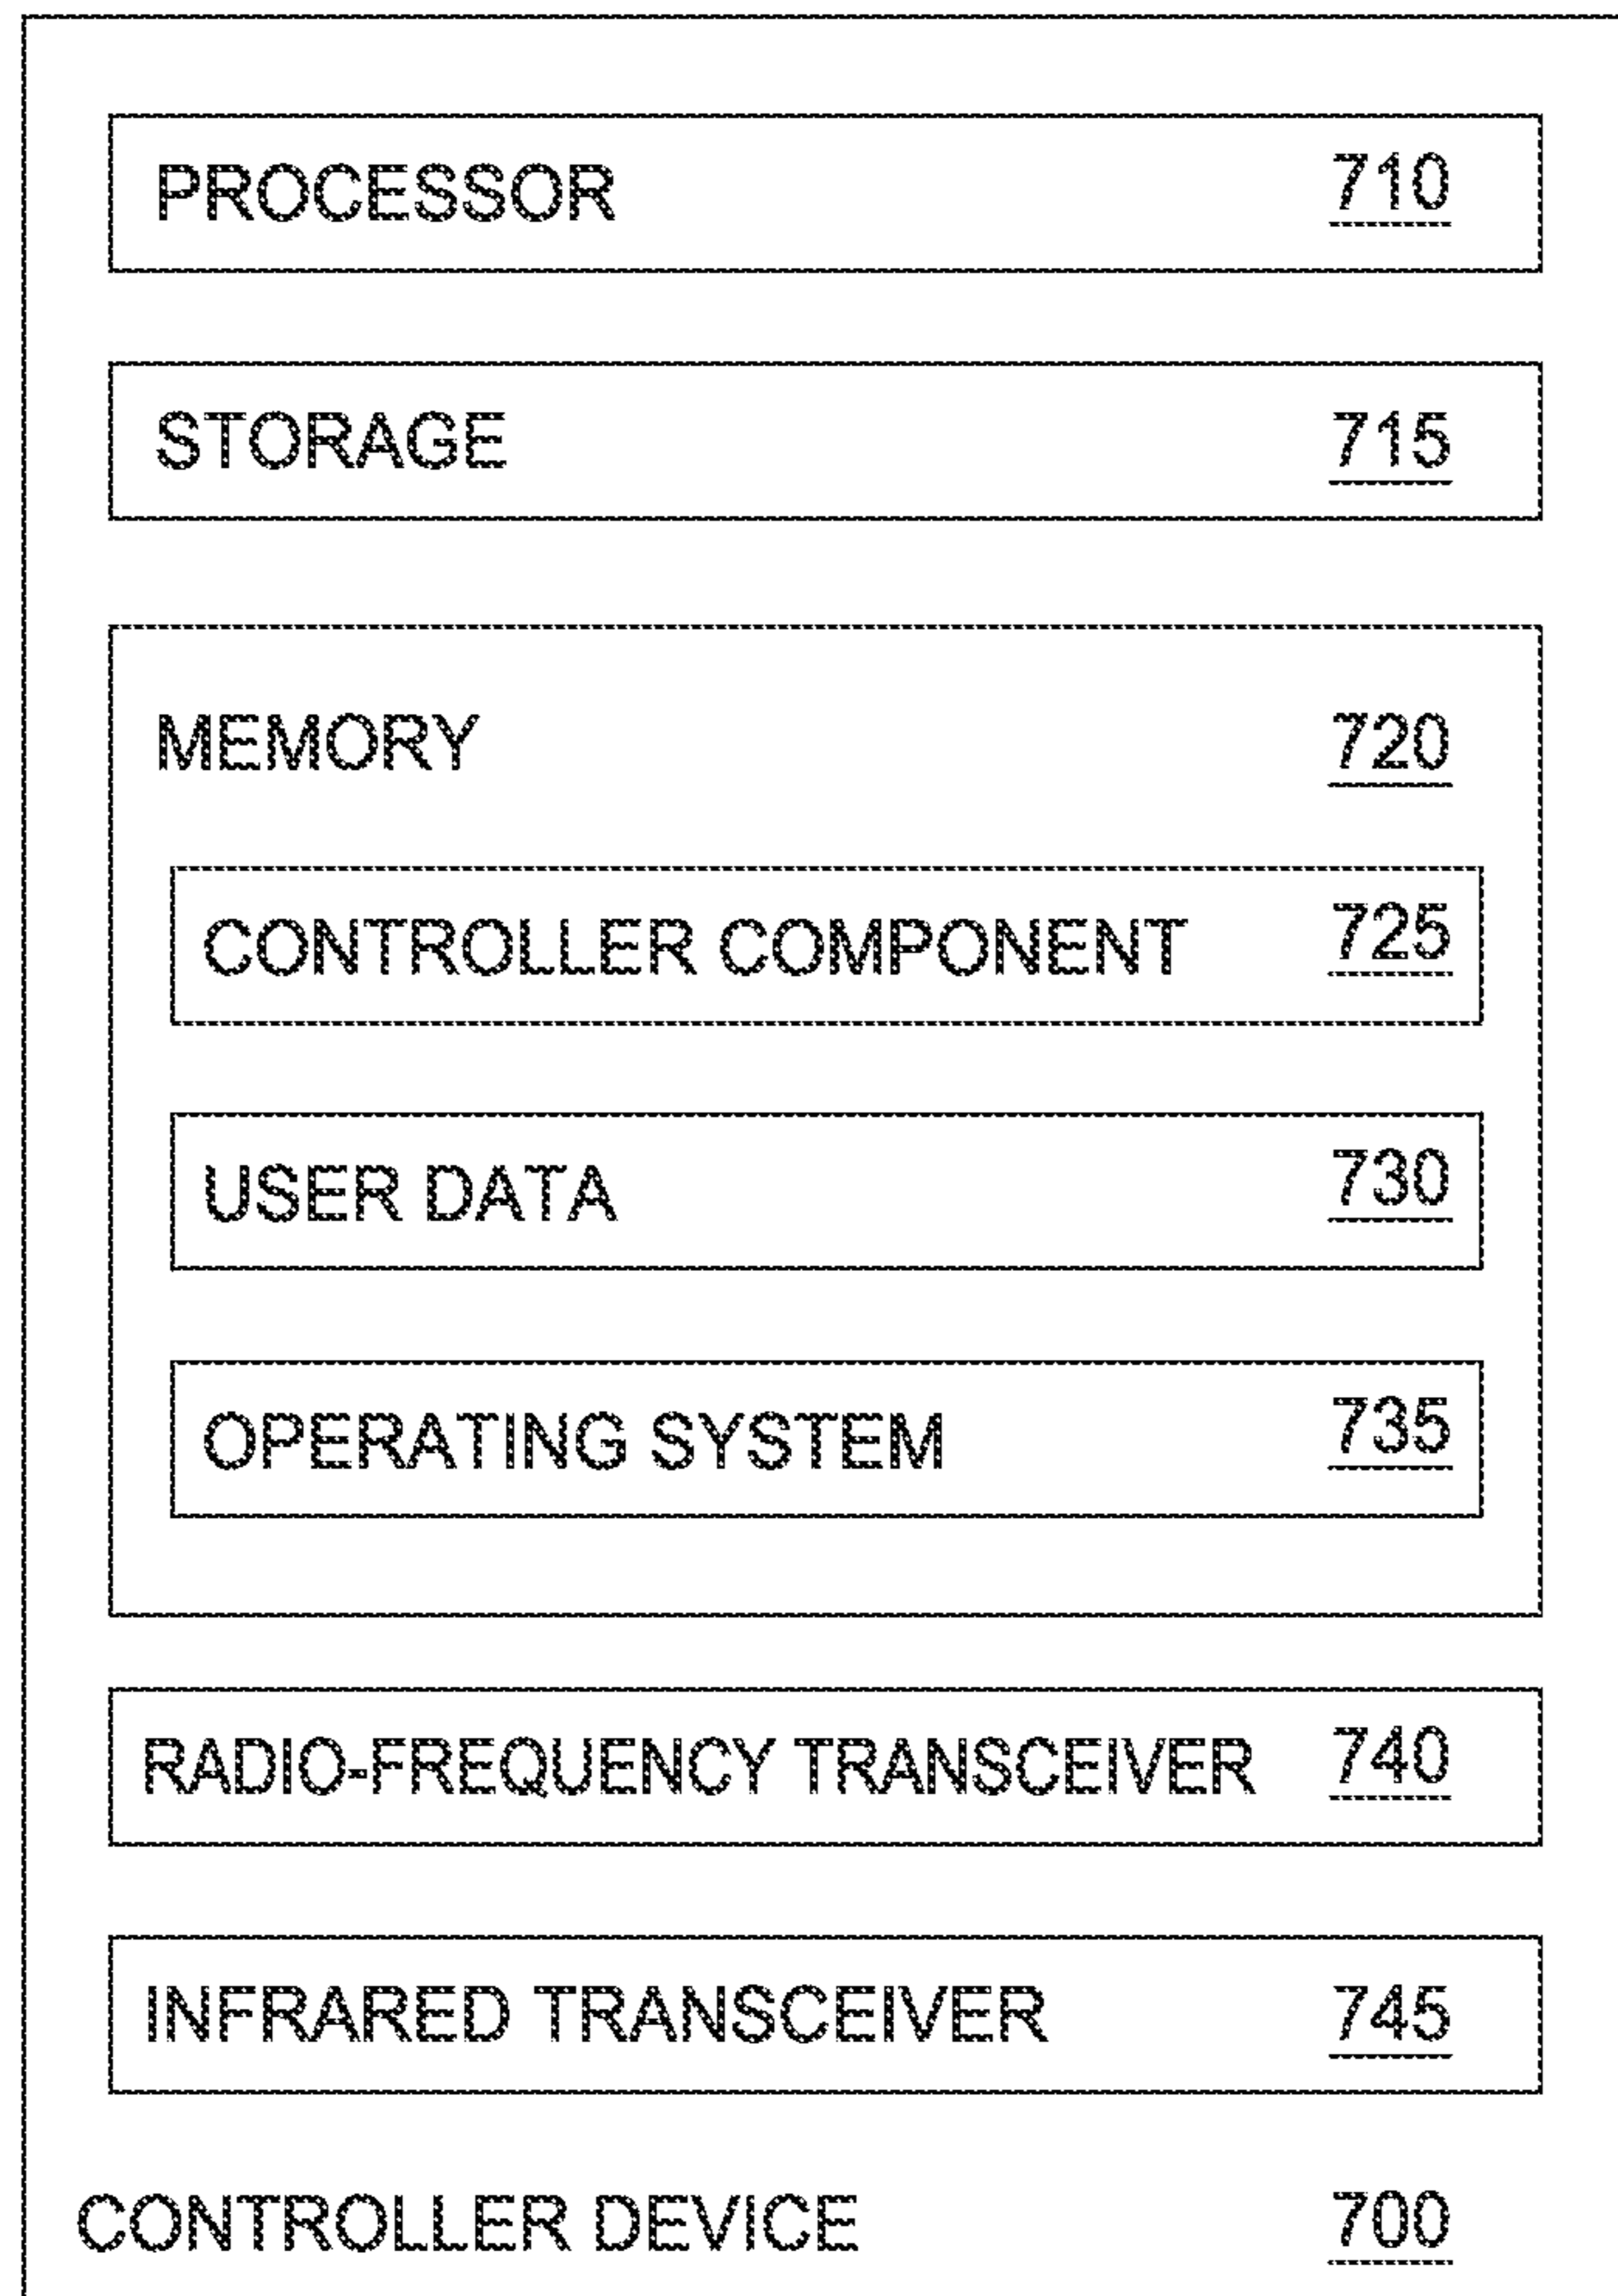 PROCESSOR 710
STORAGE 715
MEMORY 720
CONTROLLER COMPONENT 725
USER DATA 730
OPERATING SYSTEM 735
RADIO-FREQUENCY TRANSCEIVER 740
INFRARED TRANSCEIVER 745
CONTROLLER DEVICE 700